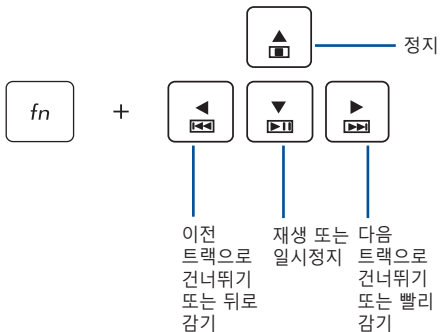 정지
fn
+
이전
트랙으로
건너뛰기
또는 뒤로
감기
재생 또는
일시정지
다음
트랙으로
건너뛰기
또는 빨리
감기